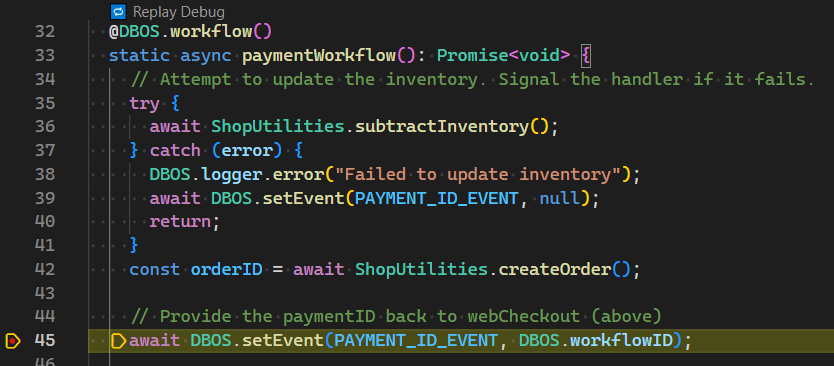 Replay Debug
32 @DBOS.workflow()
33 static async paymentWorkflow(): Promise<void> {
34 // Attempt to update the inventory. Signal the handler if it fails.
35 try {
36 await ShopUtilities.subtractInventory();
37 } catch (error) {
38 DBOS.logger.error("Failed to update inventory");
39 await DBOS.setEvent(PAYMENT_ID_EVENT, null);
40 return;
41 }
42 const orderID = await ShopUtilities.createOrder();
43
44 // Provide the paymentID back to webCheckout (above)
45 await DBOS.setEvent(PAYMENT_ID_EVENT, DBOS.workflowID);
46